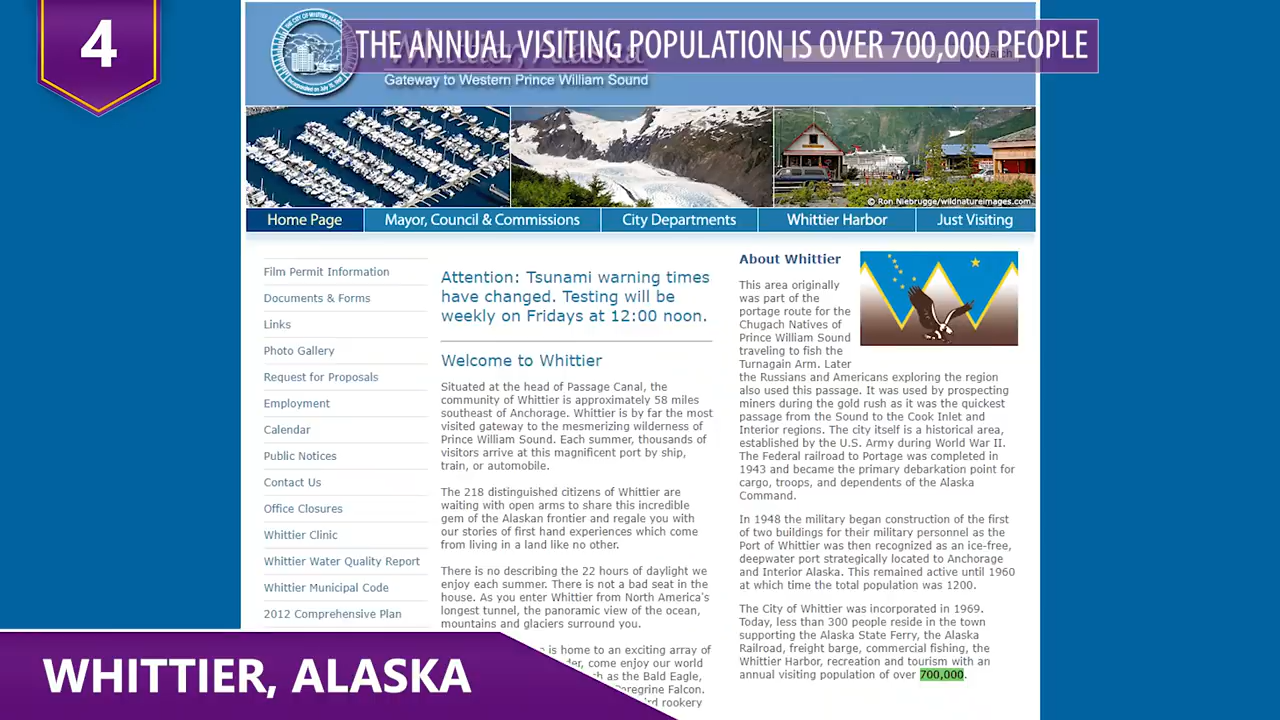 4
THE ANNUAL VISITING POPULATION IS OVER 700,000 PEOPLE
Whittier, Alaska
Gateway to Western Prince William Sound
© Ron Niebrugge/wildnatureimages.com
Home Page
Mayor, Council & Commissions
City Departments
Whittier Harbor
Just Visiting
Film Permit Information
Documents & Forms
Links
Photo Gallery
Request for Proposals
Employment
Calendar
Public Notices
Contact Us
Office Closures
Whittier Clinic
Whittier Water Quality Report
Whittier Municipal Code
2012 Comprehensive Plan
Attention: Tsunami warning times
have changed. Testing will be
weekly on Fridays at 12:00 noon.
Welcome to Whittier
Situated at the head of Passage Canal, the
community of Whittier is approximately 58 miles
southeast of Anchorage. Whittier is by far the most
visited gateway to the mesmerizing wilderness of
Prince William Sound. Each summer, thousands of
visitors arrive at this magnificent port by ship,
train, or automobile.
The 218 distinguished citizens of Whittier are
waiting with open arms to share this incredible
gem of the Alaskan frontier and regale you with
our stories of first hand experiences which come
from living in a land like no other.
There is no describing the 22 hours of daylight we
enjoy each summer. There is not a bad seat in the
house. As you enter Whittier from North America's
longest tunnel, the panoramic view of the ocean,
mountains and glaciers surround you.
is home to an exciting array of
come enjoy our world
as the Bald Eagle,
Peregrine Falcon.
rookery
About Whittier
This area originally
was part of the
portage route for the
Chugach Natives of
Prince William Sound
traveling to fish the
Turnagain Arm. Later
the Russians and Americans exploring the region
also used this passage. It was used by prospecting
miners during the gold rush as it was the quickest
passage from the Sound to the Cook Inlet and
Interior regions. The city itself is a historical area,
established by the U.S. Army during World War II.
The Federal railroad to Portage was completed in
1943 and became the primary debarkation point for
cargo, troops, and dependents of the Alaska
Command.
In 1948 the military began construction of the first
of two buildings for their military personnel as the
Port of Whittier was then recognized as an ice-free,
deepwater port strategically located to Anchorage
and Interior Alaska. This remained active until 1960
at which time the total population was 1200.
The City of Whittier was incorporated in 1969.
Today, less than 300 people reside in the town
supporting the Alaska State Ferry, the Alaska
Railroad, freight barge, commercial fishing, the
Whittier Harbor, recreation and tourism with an
annual visiting population of over 700,000.
WHITTIER, ALASKA